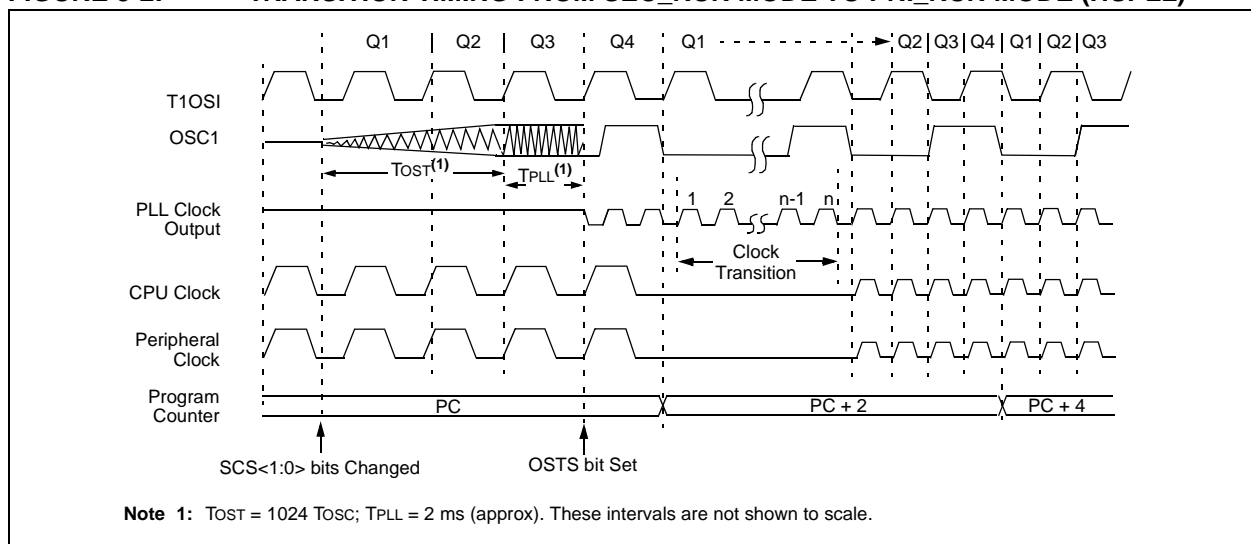 Q1 Q2 Q3 Q4 Q1 Q2 Q3 Q4 Q1 Q2 Q3
T1OSI
OSC1
TOST(1) TPLL(1)
1 2 n-1 n
PLL Clock
Output
Clock
Transition
CPU Clock
Peripheral
Clock
Program
Counter
PC PC + 2 PC + 4
SCS<1:0> bits Changed OSTS bit Set
Note 1: TOST = 1024 TOSC; TPLL = 2 ms (approx). These intervals are not shown to scale.